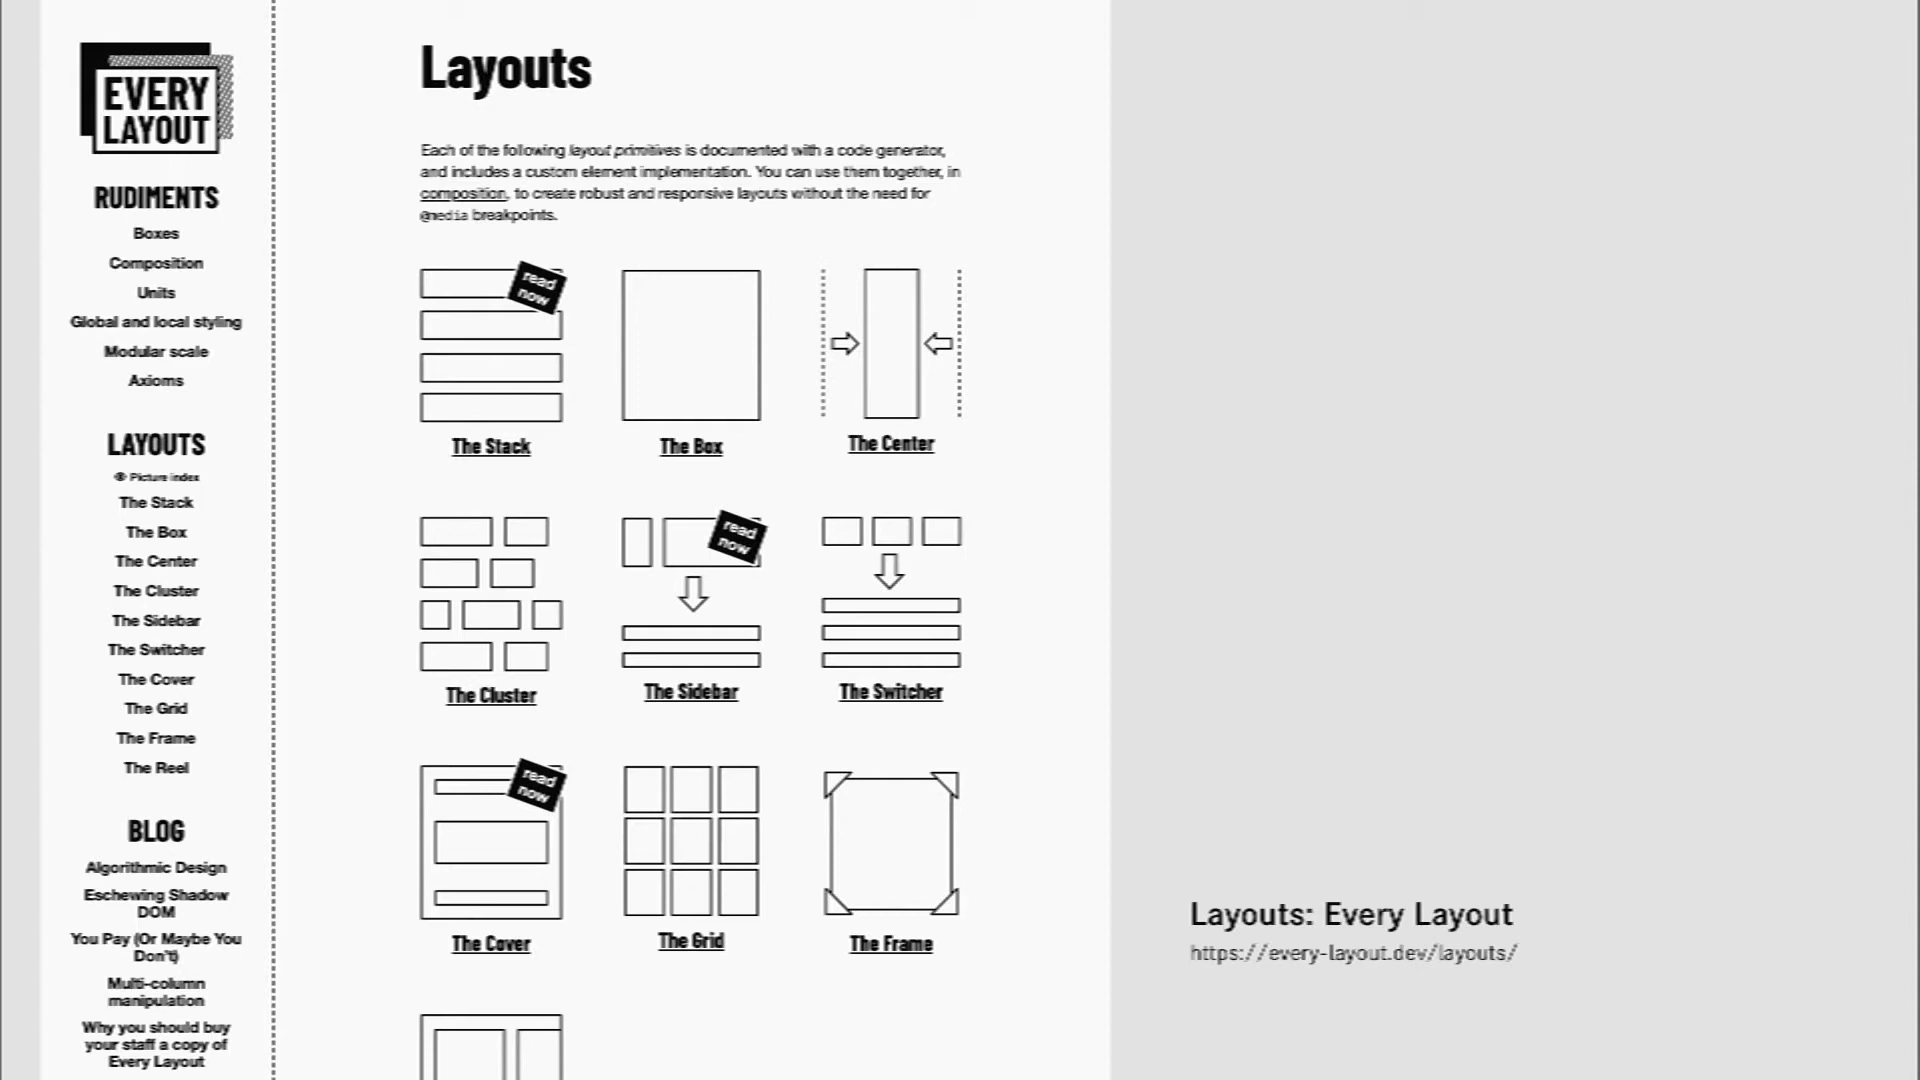 EVERY
LAYOUT
RUDIMENTS
Boxes
Composition
Units
Global and local styling
Modular scale
Axioms
LAYOUTS
Picture index
The Stack
The Box
The Center
The Cluster
The Sidebar
The Switcher
The Cover
The Grid
The Frame
The Reel
BLOG
Algorithmic Design
Eschewing Shadow
DOM
You Pay (Or Maybe You
Don't)
Multi-column
manipulation
Why you should buy
your staff a copy of
Every Layout
Layouts
Each of the following layout primitives is documented with a code generator,
and includes a custom element implementation. You can use them together, in
composition, to create robust and responsive layouts without the need for
@media breakpoints.
read
now
The Stack
The Box
The Center
The Cluster
read
now
The Sidebar
The Switcher
read
now
The Cover
The Grid
The Frame
Layouts: Every Layout
https://every-layout.dev/layouts/